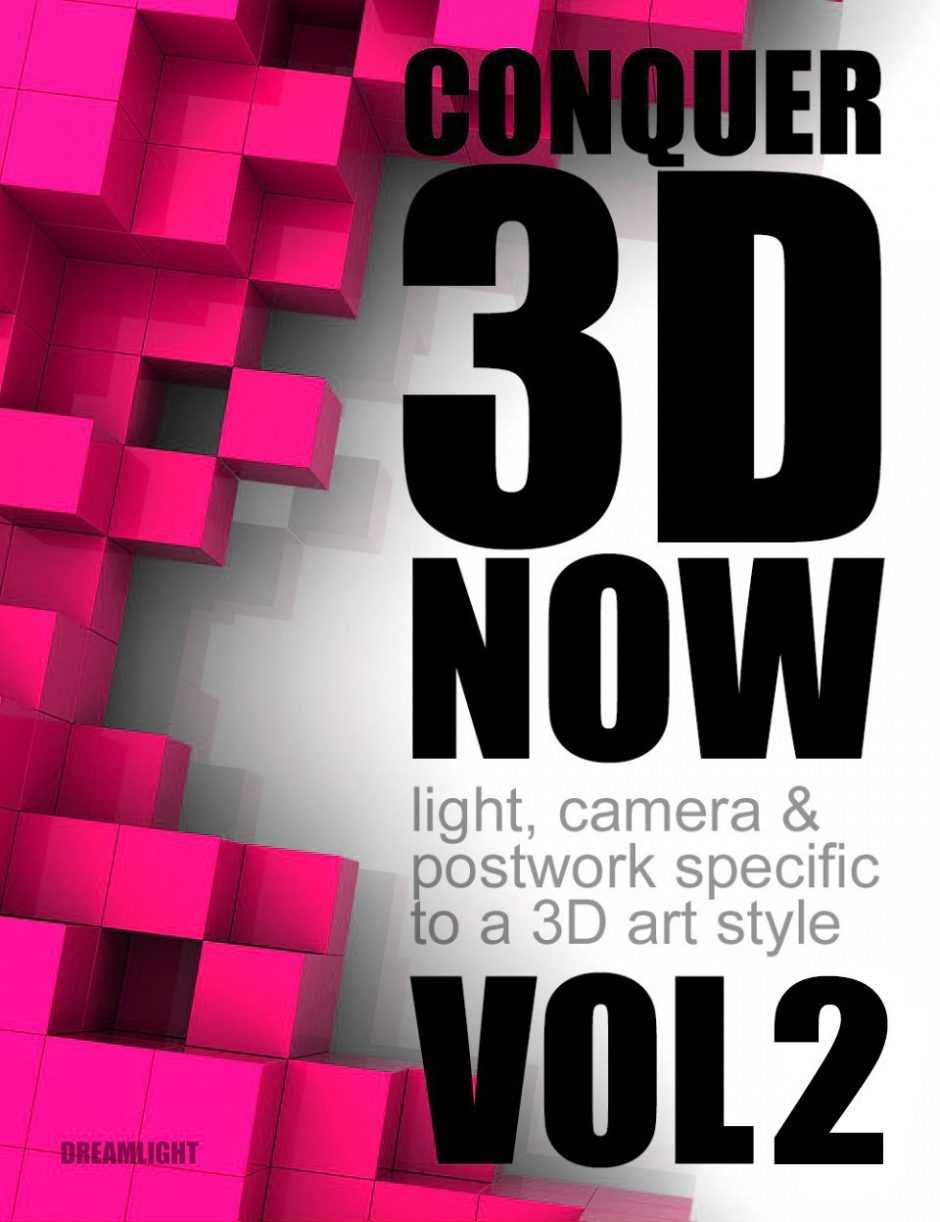 CONQUER
3D
NOW
light, camera &
postwork specific
to a 3D art style
VOL2
DREAMLIGHT